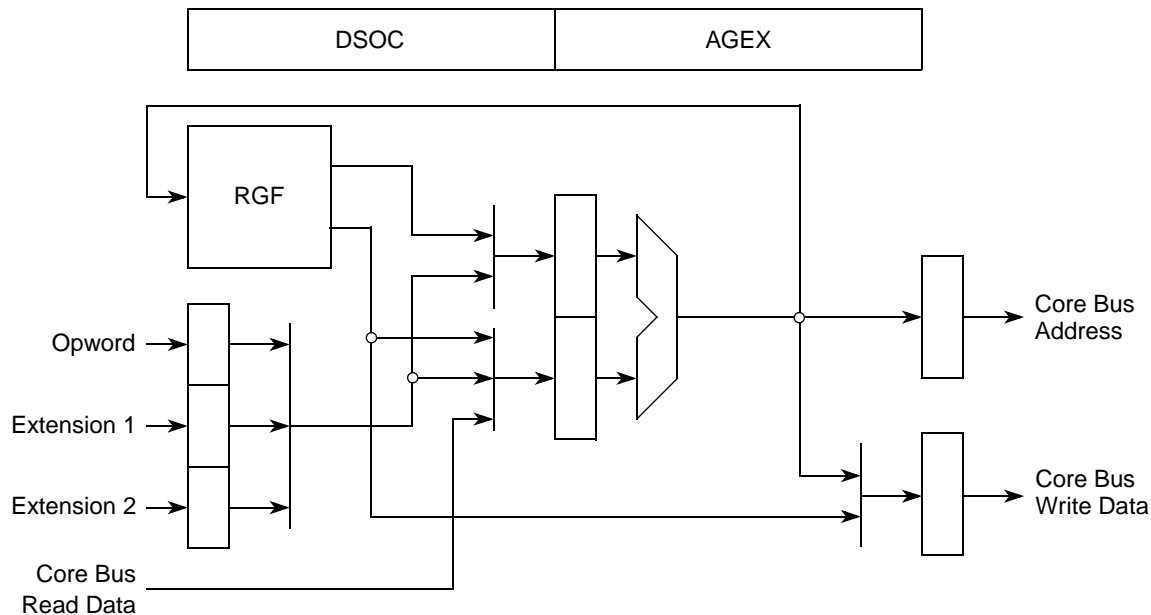 DSOC
AGEX
RGF
Opword
Extension 1
Extension 2
Core Bus
Read Data
Core Bus
Address
Core Bus
Write Data